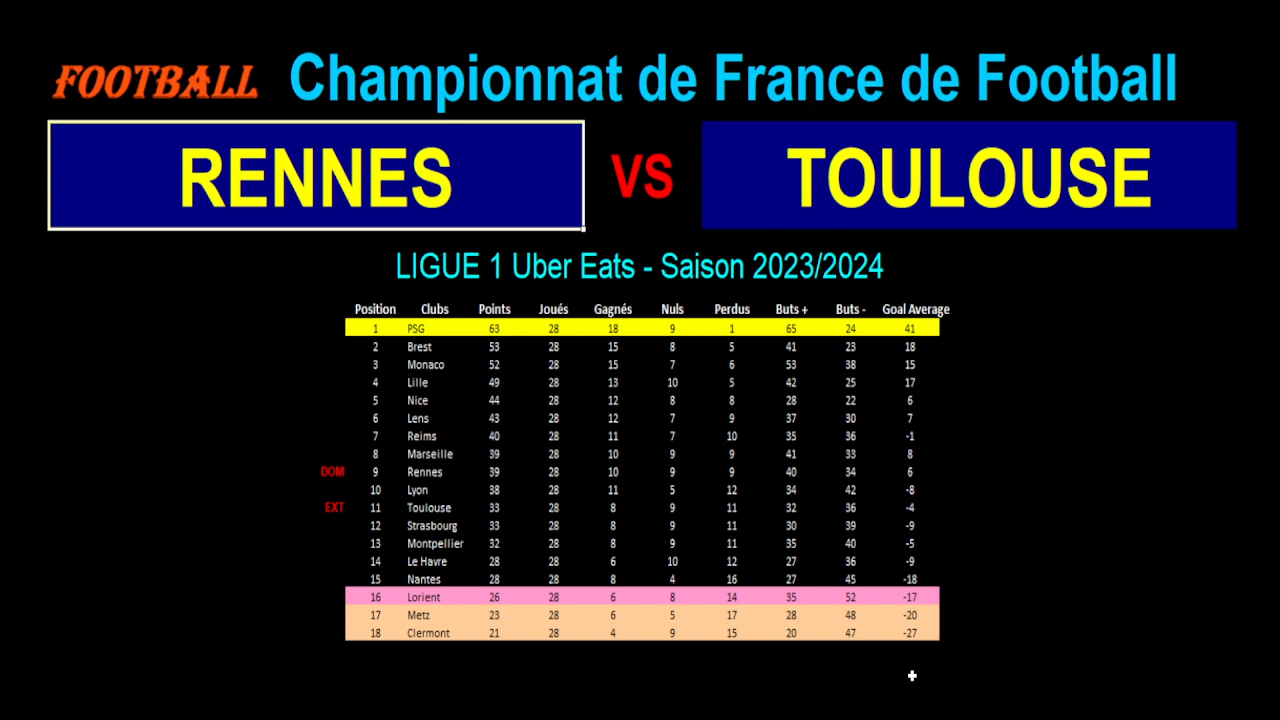 FOOTBALL Championnat de France de Football
RENNES VS TOULOUSE
LIGUE 1 Uber Eats - Saison 2023/2024
Position Clubs Points Joués Gagnés Nuls Perdus Buts + Buts - Goal Average
1 PSG 63 28 18 9 1 65 24 41
2 Brest 53 28 15 8 5 41 23 18
3 Monaco 52 28 15 7 6 53 38 15
4 Lille 49 28 13 10 5 42 25 17
5 Nice 44 28 12 8 8 28 22 6
6 Lens 43 28 12 7 9 37 30 7
7 Reims 40 28 11 7 10 35 36 -1
8 Marseille 39 28 10 9 9 41 33 8
DOM 9 Rennes 39 28 10 9 9 40 34 6
10 Lyon 38 28 11 5 12 34 42 -8
EXT 11 Toulouse 33 28 8 9 11 32 36 -4
12 Strasbourg 33 28 8 9 11 30 39 -9
13 Montpellier 32 28 8 9 11 35 40 -5
14 Le Havre 28 28 6 10 12 27 36 -9
15 Nantes 28 28 8 4 16 27 45 -18
16 Lorient 26 28 6 8 14 35 52 -17
17 Metz 23 28 6 5 17 28 48 -20
18 Clermont 21 28 4 9 15 20 47 -27